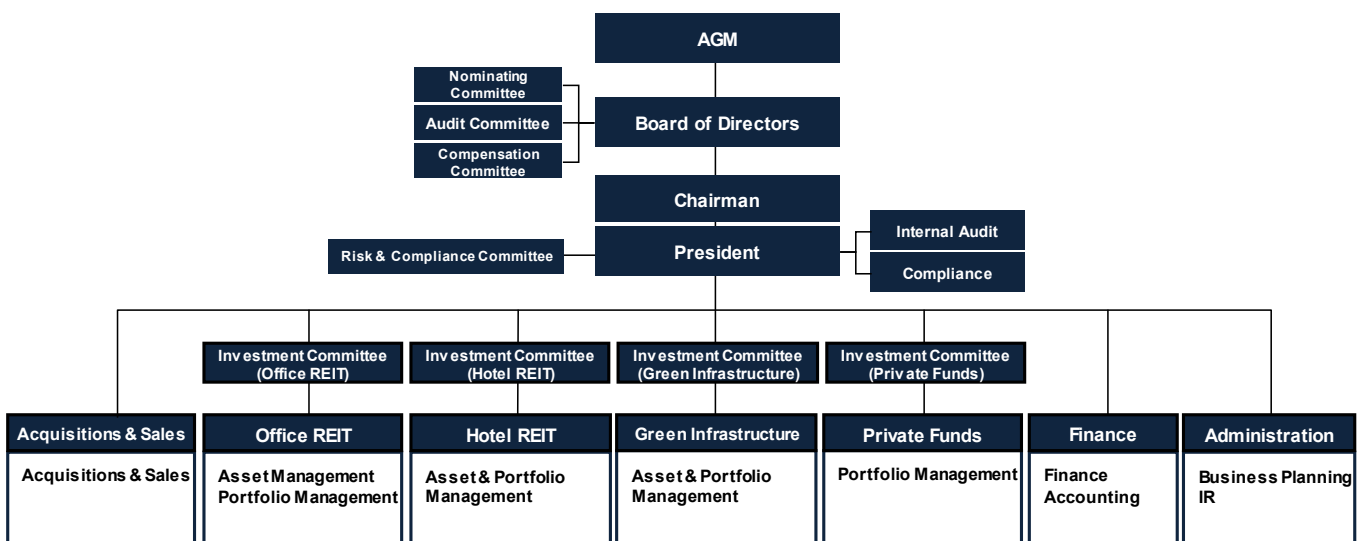 AGM
Nominating
Committee
Audit Committee
Compensation
Committee
Board of Directors
Chairman
President
Risk & Compliance Committee
Internal Audit
Compliance
Investment Committee
(Office REIT)
Investment Committee
(Hotel REIT)
Investment Committee
(Green Infrastructure)
Investment Committee
(Private Funds)
Acquisitions & Sales
Acquisitions & Sales
Office REIT
Asset Management
Portfolio Management
Hotel REIT
Asset & Portfolio
Management
Green Infrastructure
Asset & Portfolio
Management
Private Funds
Portfolio Management
Finance
Finance
Accounting
Administration
Business Planning
IR